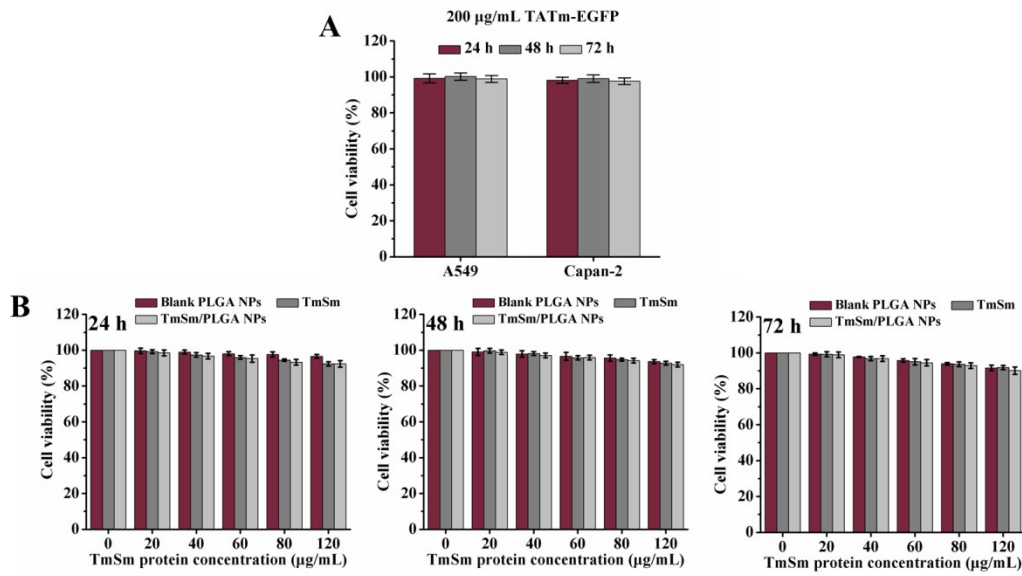 A
200 μg/mL TATm-EGFP
24 h 48 h 72 h
Cell viability (%)
120
100
80
60
40
20
0
A549 Capan-2
B
Blank PLGA NPs TmSm
TmSm/PLGA NPs
24 h
Cell viability (%)
120
100
80
60
40
20
0
0 20 40 60 80 120
TmSm protein concentration (μg/mL)
Blank PLGA NPs TmSm
TmSm/PLGA NPs
48 h
Cell viability (%)
120
100
80
60
40
20
0
0 20 40 60 80 120
TmSm protein concentration (μg/mL)
Blank PLGA NPs TmSm
TmSm/PLGA NPs
72 h
Cell viability (%)
120
100
80
60
40
20
0
0 20 40 60 80 120
TmSm protein concentration (μg/mL)